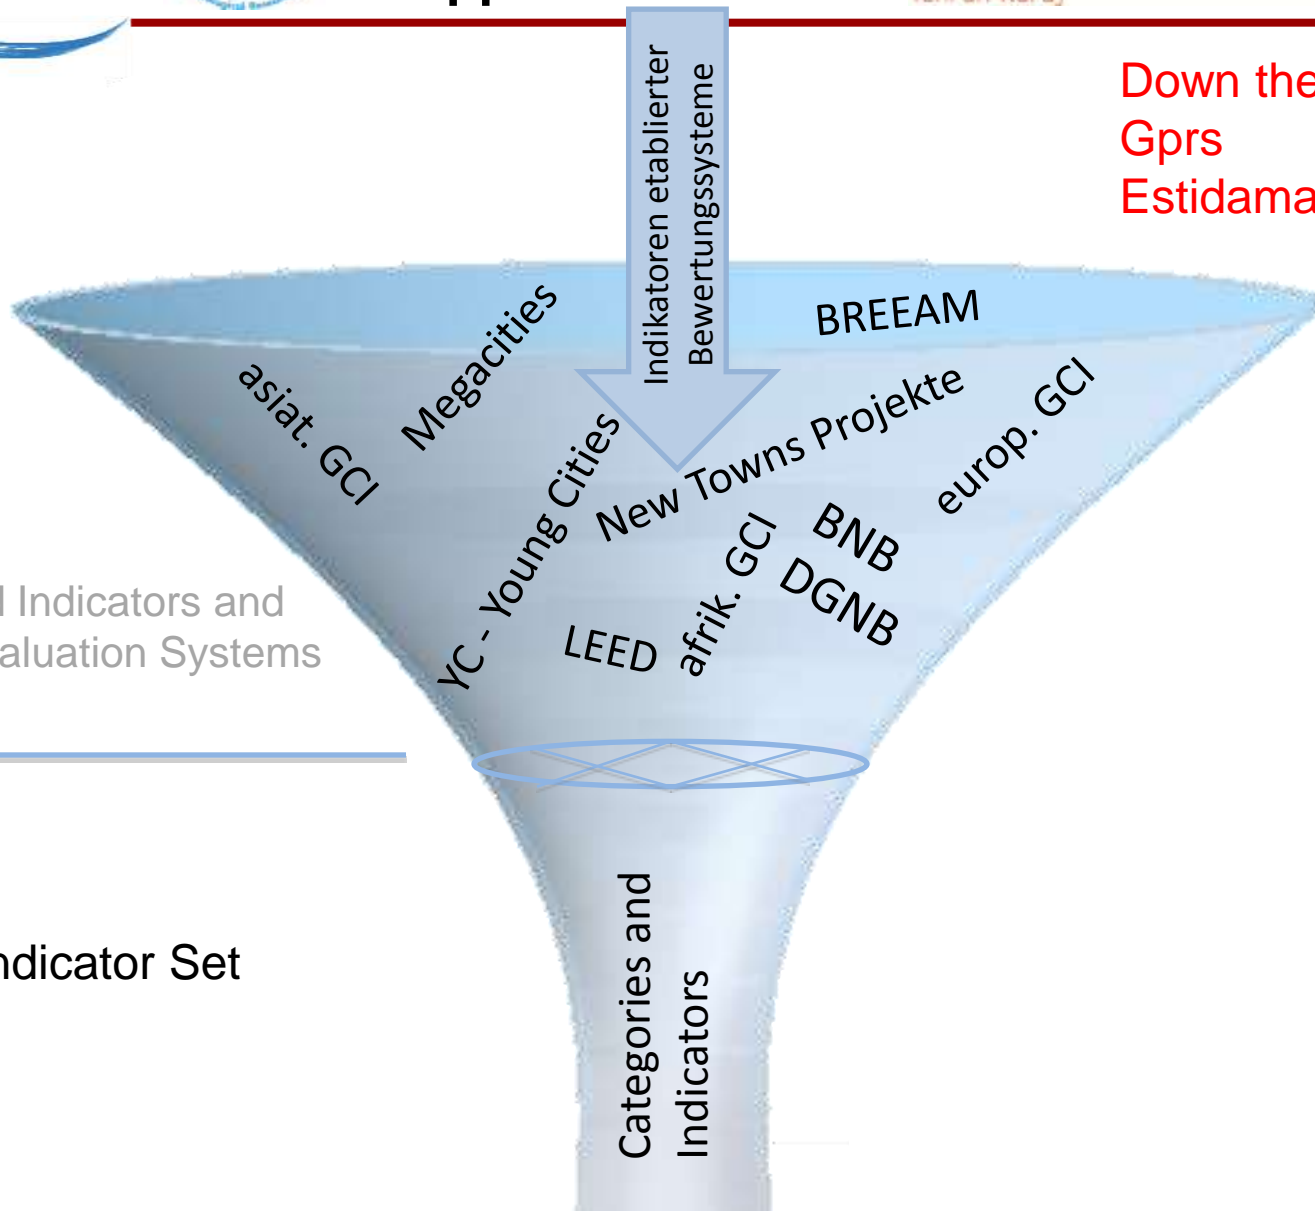 Down the
Gprs
Estidama
Indikatoren etablierter
Bewertungssysteme
BREEAM
Megacities
asiat. GCI
New Towns Projekte
europ. GCI
YC - Young Cities
BNB
DGNB
afrik. GCI
LEED
Indicators and
aluation Systems
ndicator Set
Categories and
Indicators